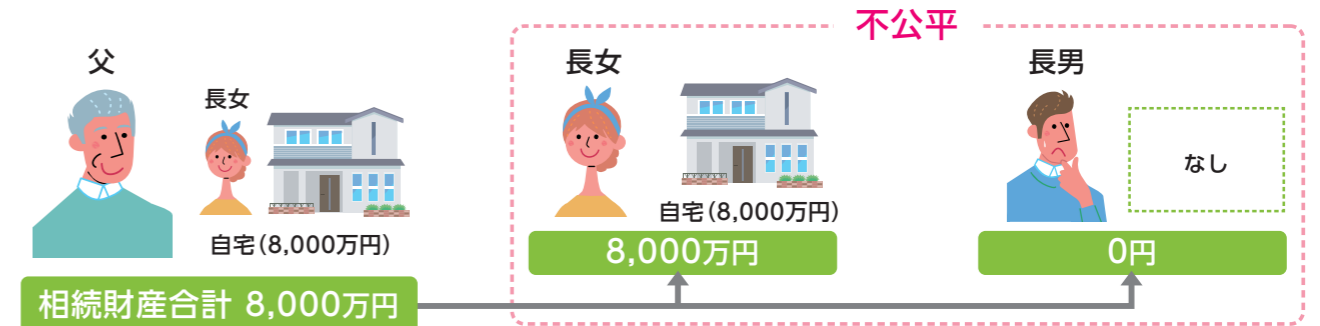 不公平
父
長女
自宅(8,000万円)
相続財産合計 8,000万円
長女
自宅(8,000万円)
8,000万円
長男
なし
0円